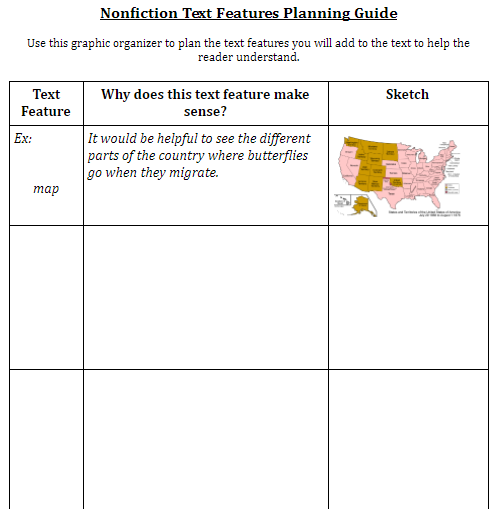 Nonfiction Text Features Planning Guide
Use this graphic organizer to plan the text features you will add to the text to help the
reader understand.
Text
Feature
Why does this text feature make
sense?
Sketch
Ex:
map
It would be helpful to see the different
parts of the country where butterflies
go when they migrate.